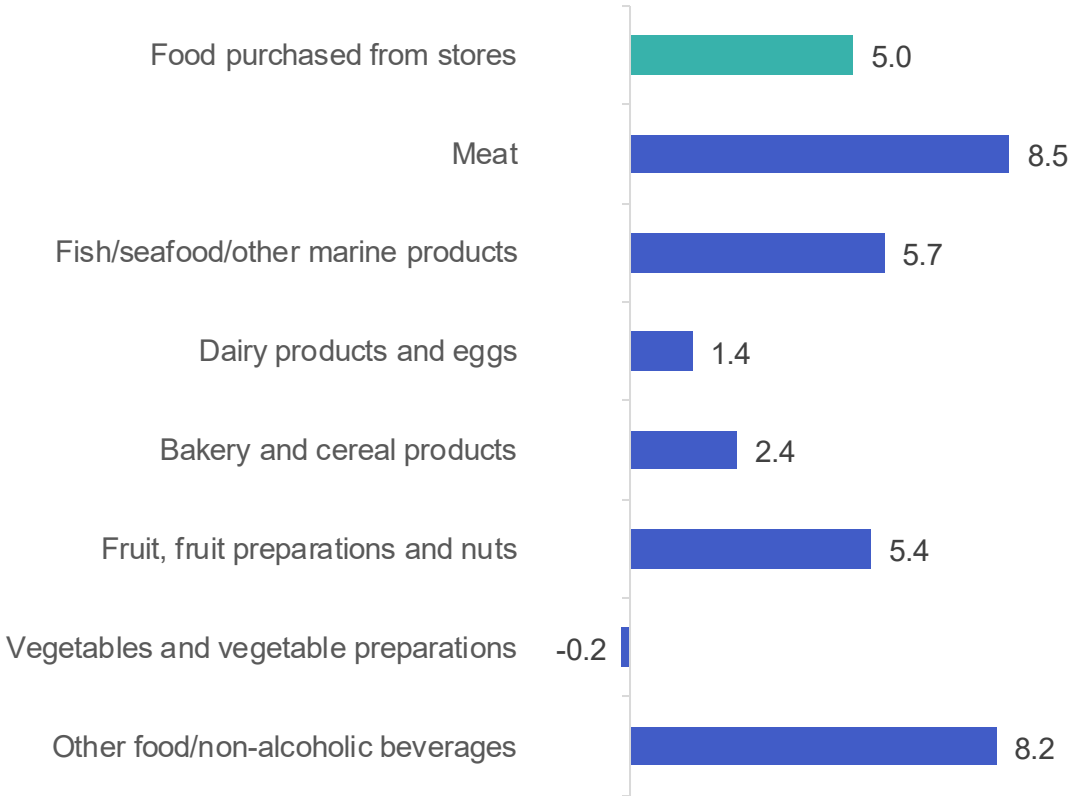 Food purchased from stores 5.0
Meat 8.5
Fish/seafood/other marine products 5.7
Dairy products and eggs 1.4
Bakery and cereal products 2.4
Fruit, fruit preparations and nuts 5.4
Vegetables and vegetable preparations -0.2
Other food/non-alcoholic beverages 8.2